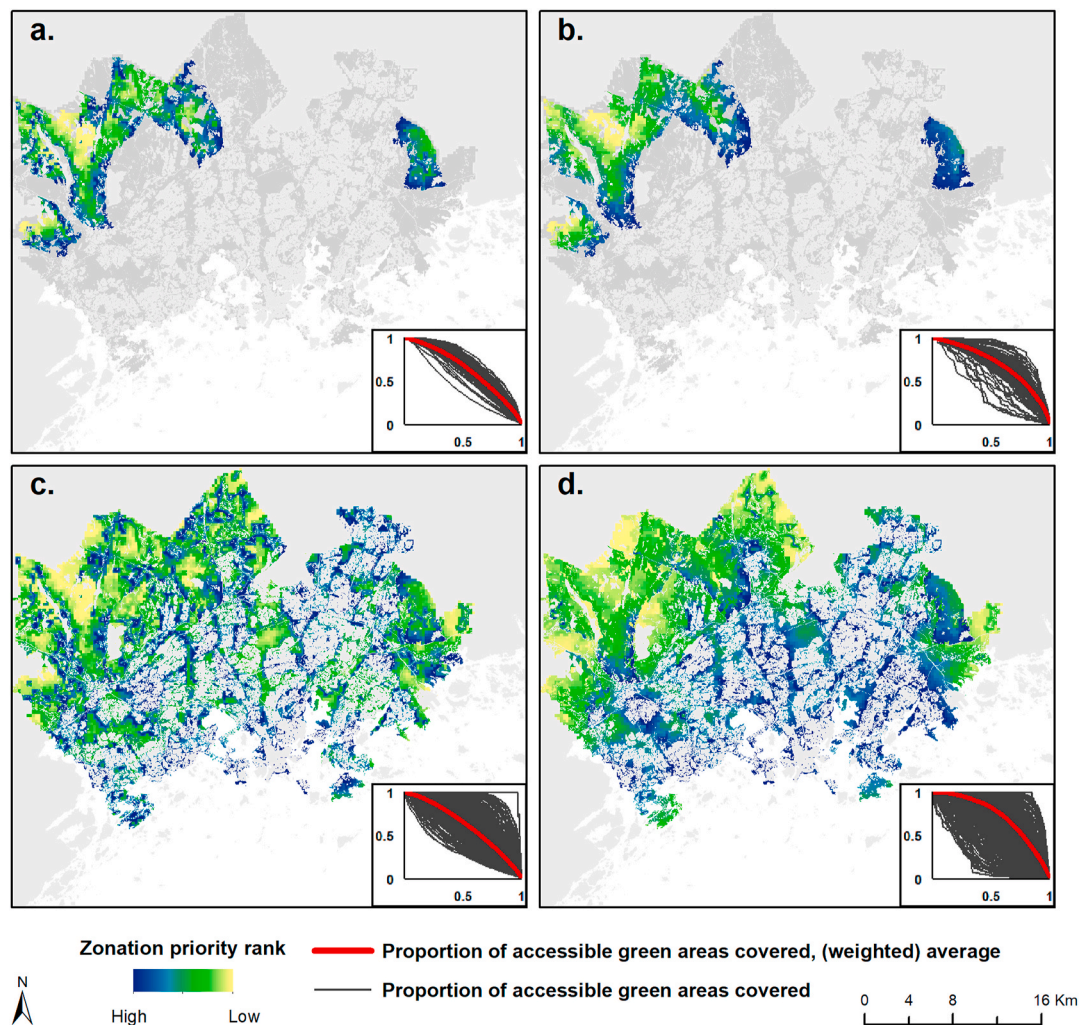 a.
1
0.5
0
0.5 1
b.
1
0.5
0
0.5 1
c.
1
0.5
0
0.5 1
d.
1
0.5
0
0.5 1
N
Zonation priority rank
High Low
Proportion of accessible green areas covered, (weighted) average
Proportion of accessible green areas covered
0 4 8 16 Km